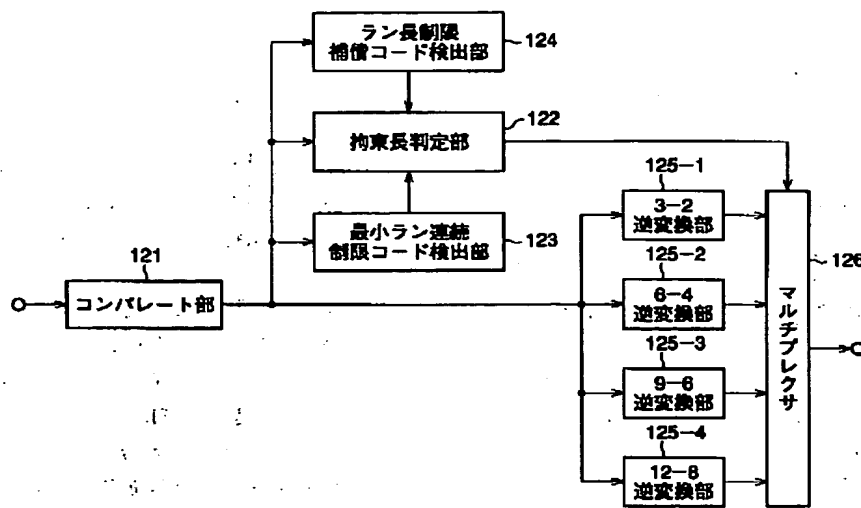 ラン長制限
補償コード検出部
124
122
拘束長判定部
125-1
3-2
逆変換部
最小ラン連続
制限コード検出部
123
125-2
126
121
コンパレート部
6-4
逆変換部
マルチプレクサ
125-3
9-6
逆変換部
125-4
12-8
逆変換部